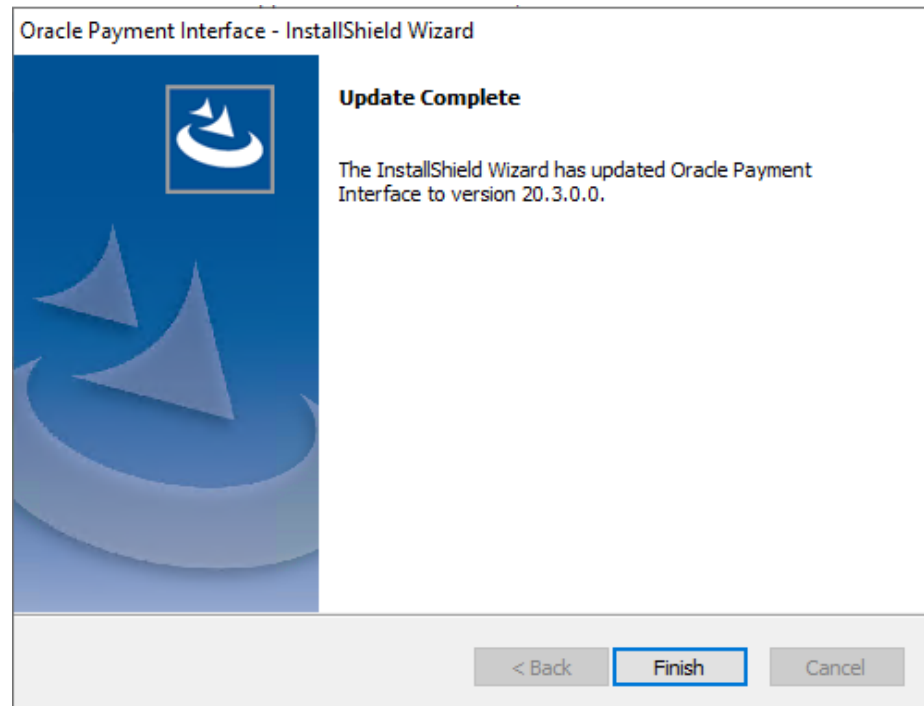 Oracle Payment Interface - InstallShield Wizard
Update Complete
The InstallShield Wizard has updated Oracle Payment
Interface to version 20.3.0.0.
< Back
Finish
Cancel